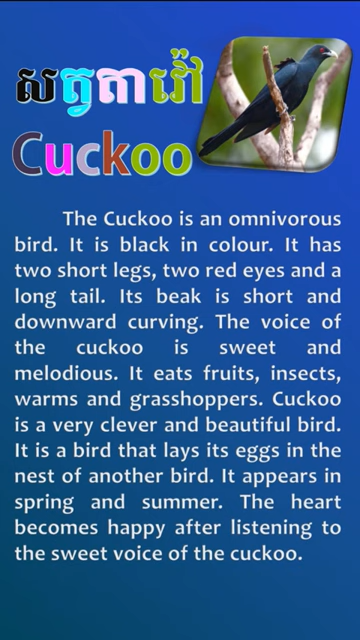 សត្វតាវ៉ៅ
Cuckoo
The Cuckoo is an omnivorous
bird. It is black in colour. It has
two short legs, two red eyes and a
long tail. Its beak is short and
downward curving. The voice of
the cuckoo is sweet and
melodious. It eats fruits, insects,
warms and grasshoppers. Cuckoo
is a very clever and beautiful bird.
It is a bird that lays its eggs in the
nest of another bird. It appears in
spring and summer. The heart
becomes happy after listening to
the sweet voice of the cuckoo.